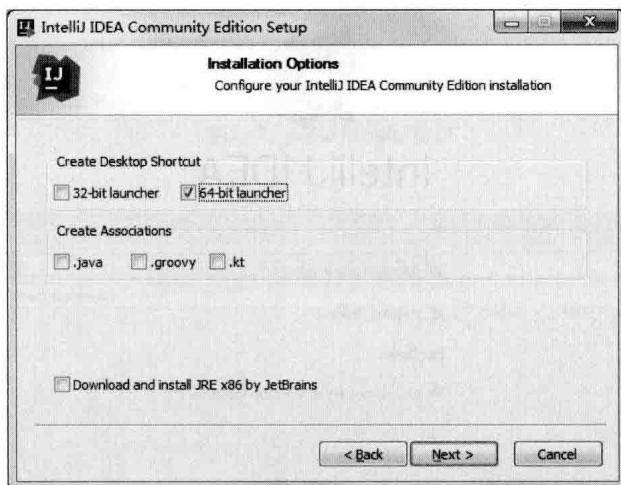 IntelliJ IDEA Community Edition Setup
IJ
Installation Options
Configure your IntelliJ IDEA Community Edition installation
Create Desktop Shortcut
32-bit launcher 64-bit launcher
Create Associations
.java .groovy .kt
Download and install JRE x86 by JetBrains
< Back Next > Cancel